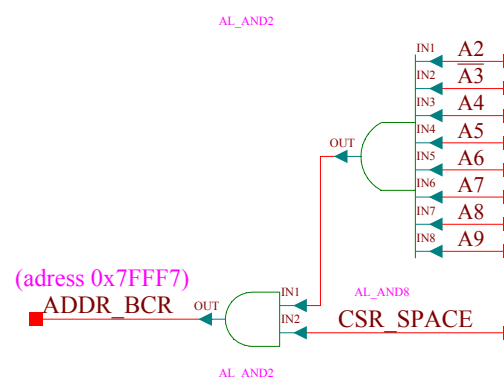 AL_AND2
IN1 A2
IN2 A3
IN3 A4
OUT IN4 A5
IN5 A6
IN6 A7
IN7 A8
IN8 A9
(adress 0x7FFF7)
ADDR_BCR OUT IN1 AL_AND8
IN2 CSR_SPACE
AL_AND2